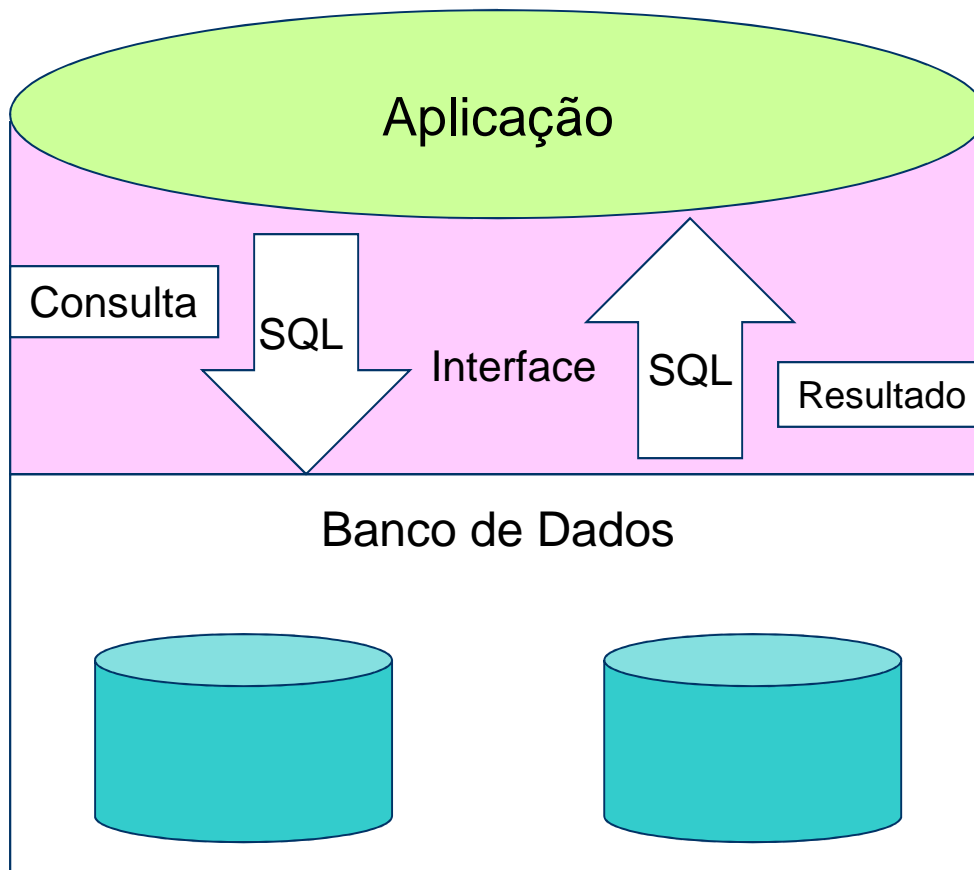 Aplicação
Consulta
SQL
Interface
SQL
Resultado
Banco de Dados